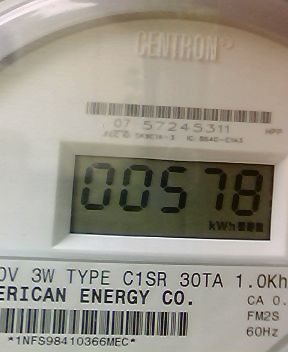 CENTRON
07 57245311 HPP
00578
kWh
0V 3W TYPE C1SR 30TA 1.0Kh
ERICAN ENERGY CO. CA 0.
FM2S
*1NFS98410366MEC* 60Hz